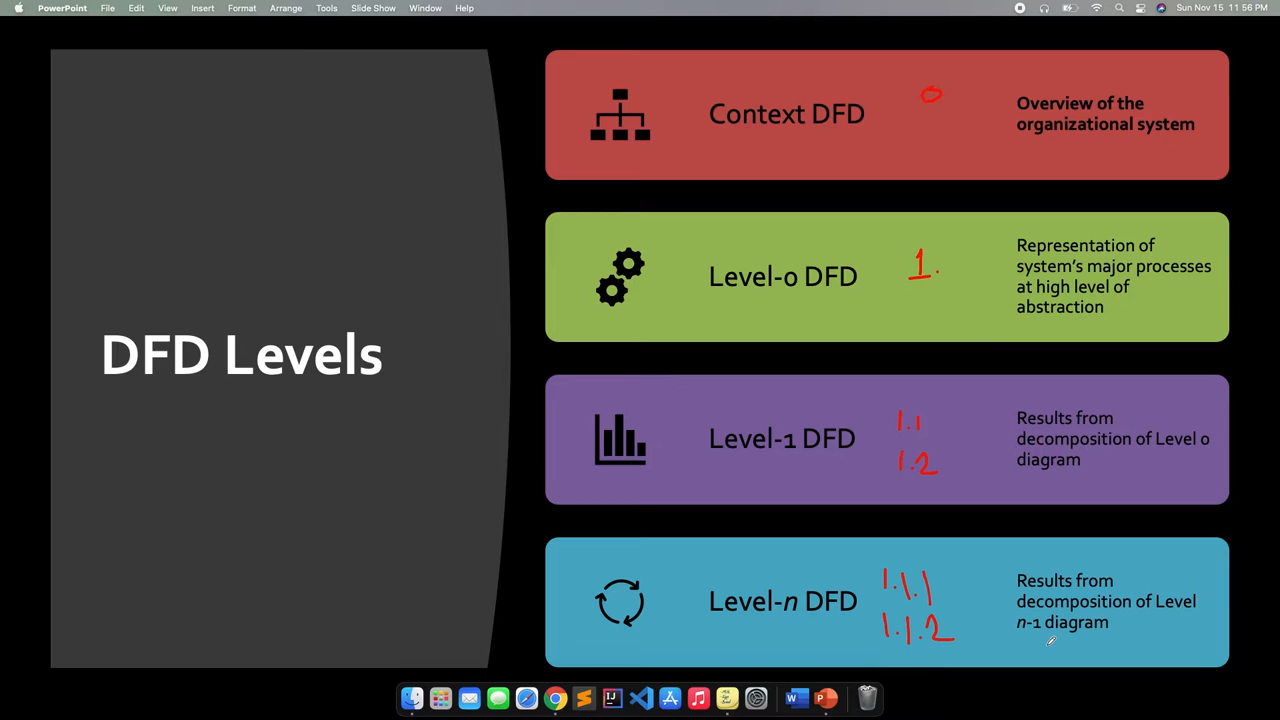 PowerPoint File Edit View Insert Format Arrange Tools Slide Show Window Help Sun Nov 15 11:56 PM
DFD Levels
Context DFD
0
Overview of the
organizational system
Level-0 DFD
1.
Representation of
system's major processes
at high level of
abstraction
Level-1 DFD
1.1
1.2
Results from
decomposition of Level 0
diagram
Level-n DFD
1.1.1
1.1.2
Results from
decomposition of Level
n-1 diagram